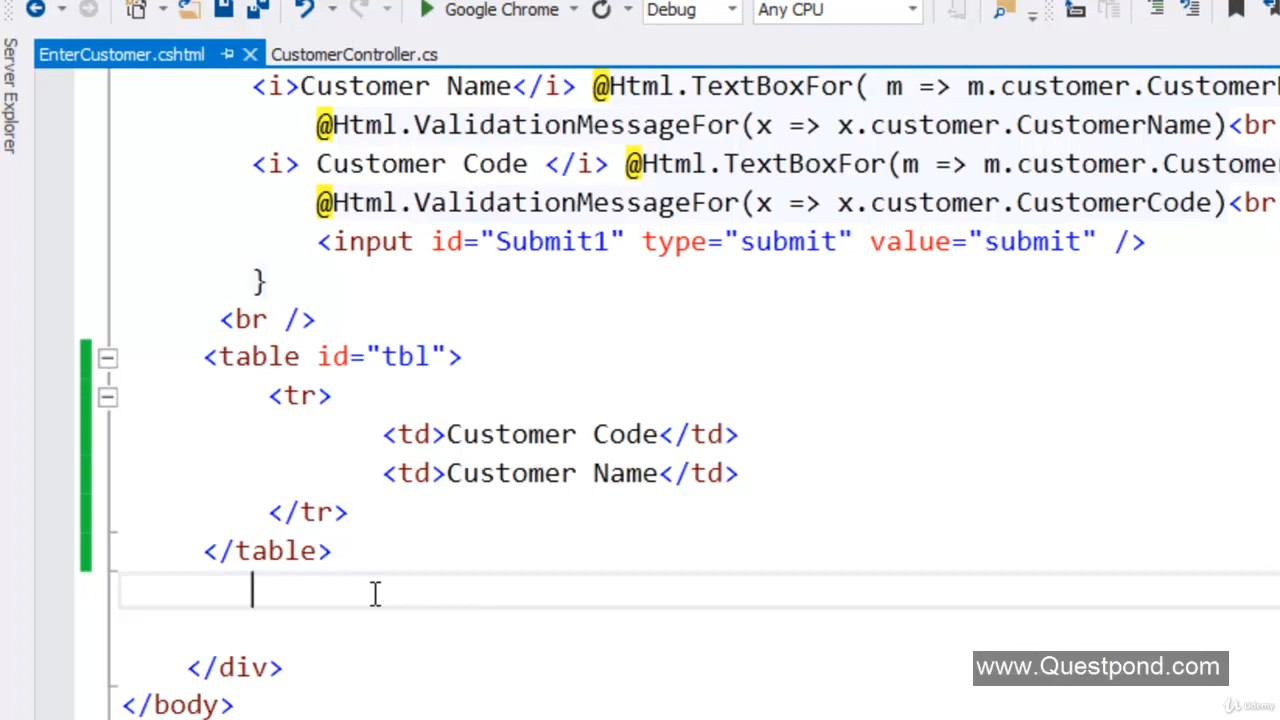 Google Chrome Debug Any CPU
Server Explorer
EnterCustomer.cshtml CustomerController.cs
<i>Customer Name</i> @Html.TextBoxFor( m => m.customer.CustomerN
@Html.ValidationMessageFor(x => x.customer.CustomerName)<br
<i> Customer Code </i> @Html.TextBoxFor(m => m.customer.Custome
@Html.ValidationMessageFor(x => x.customer.CustomerCode)<br
<input id="Submit1" type="submit" value="submit" />
}
<br />
<table id="tbl">
<tr>
<td>Customer Code</td>
<td>Customer Name</td>
</tr>
</table>
</div>
</body>
www.Questpond.com
Udemy